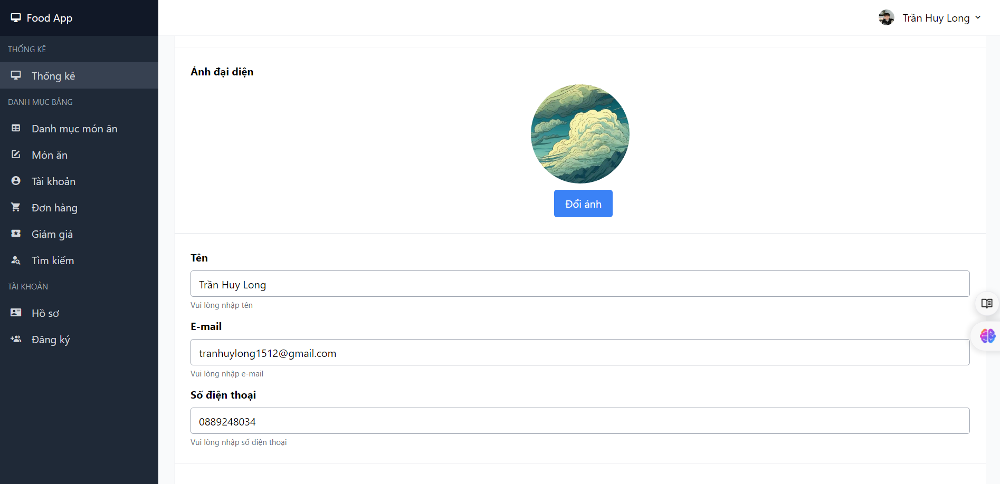 Food App
Trần Huy Long
THỐNG KÊ
Thống kê
DANH MỤC BẢNG
Danh mục món ăn
Món ăn
Tài khoản
Đơn hàng
Giảm giá
Tìm kiếm
TÀI KHOẢN
Hồ sơ
Đăng ký
Ảnh đại diện
Đổi ảnh
Tên
Trần Huy Long
Vui lòng nhập tên
E-mail
tranhuylong1512@gmail.com
Vui lòng nhập e-mail
Số điện thoại
0889248034
Vui lòng nhập số điện thoại